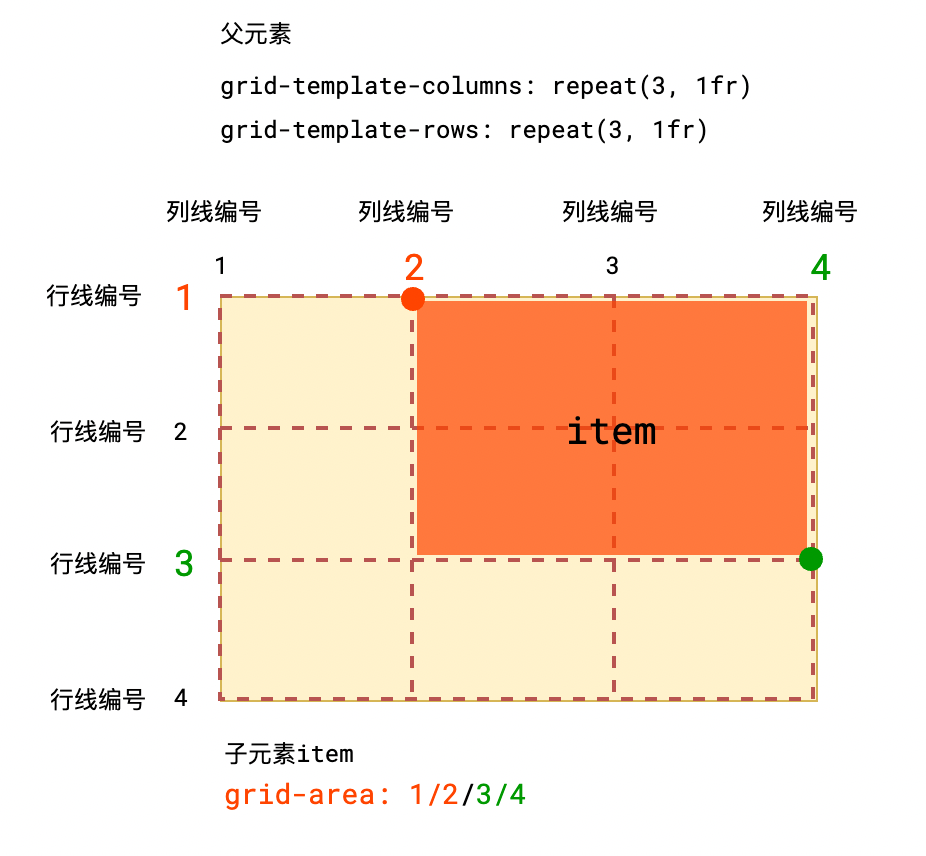 父元素
grid-template-columns: repeat(3, 1fr)
grid-template-rows: repeat(3, 1fr)
列线编号 列线编号 列线编号 列线编号
1 2 3 4
行线编号 1
行线编号 2 item
行线编号 3
行线编号 4
子元素item
grid-area: 1/2/3/4